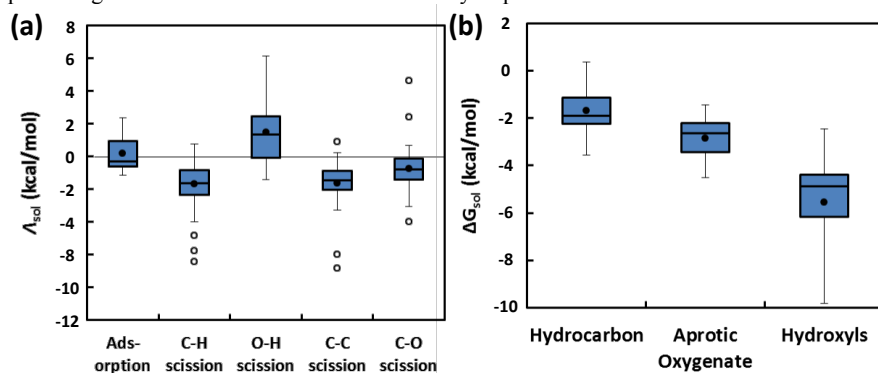 (a)
8
6
4
2
0
-2
-4
-6
-8
-10
-12
Λsol (kcal/mol)
Ads-
orption
C-H
scission
O-H
scission
C-C
scission
C-O
scission
(b)
2
0
-2
-4
-6
-8
-10
ΔGsol (kcal/mol)
Hydrocarbon
Aprotic
Oxygenate
Hydroxyls